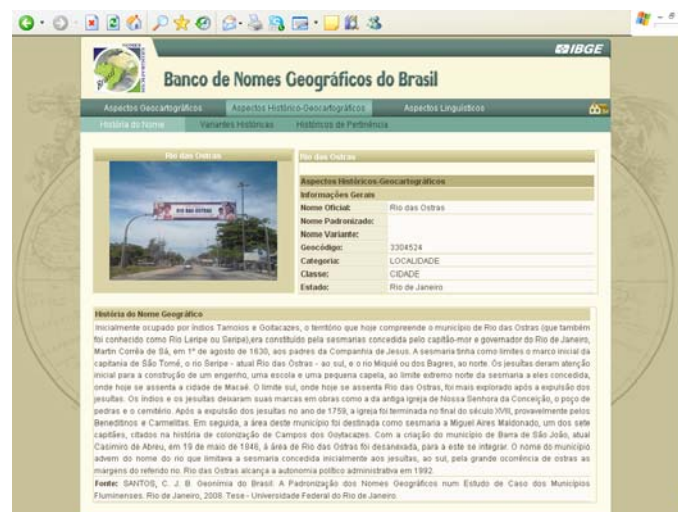 IBGE
Banco de Nomes Geográficos do Brasil
Aspectos Geocartográficos Aspectos Histórico-Geocartográficos Aspectos Linguísticos
História do Nome Variantes Históricas Históricos de Pertinência
Rio das Ostras
Rio das Ostras
RIO DAS OSTRAS
Aspectos Históricos-Geocartográficos
Informações Gerais
Nome Oficial: Rio das Ostras
Nome Padronizado:
Nome Variante:
Geocódigo: 3304524
Categoria: LOCALIDADE
Classe: CIDADE
Estado: Rio de Janeiro
História do Nome Geográfico
Inicialmente ocupado por índios Tamoios e Goitacazes, o território que hoje compreende o município de Rio das Ostras (que também
foi conhecido como Rio Leripe ou Seripe),era constituído pela sesmarias concedida pelo capitão-mor e governador do Rio de Janeiro,
Martin Corrêa de Sá, em 1º de agosto de 1630, aos padres da Companhia de Jesus. A sesmaria tinha como limites o marco inicial da
capitania de São Tomé, o rio Seripe - atual Rio das Ostras - ao sul, e o rio Miquié ou dos Bagres, ao norte. Os jesuítas deram atenção
inicial para a construção de um engenho, uma escola e uma pequena capela, ao limite extremo norte da sesmaria a eles concedida,
onde hoje se assenta a cidade de Macaé. O limite sul, onde hoje se assenta Rio das Ostras, foi mais explorado após a expulsão dos
jesuítas. Os índios e os jesuítas deixaram suas marcas em obras como a da antiga igreja de Nossa Senhora da Conceição, o poço de
pedras e o cemitério. Após a expulsão dos jesuítas no ano de 1759, a igreja foi terminada no final do século XVIII, provavelmente pelos
Beneditinos e Carmelitas. Em seguida, a área deste município foi destinada como sesmaria a Miguel Aires Maldonado, um dos sete
capitães, citados na história de colonização de Campos dos Goytacazes. Com a criação do município de Barra de São João, atual
Casimiro de Abreu, em 19 de maio de 1846, à área de Rio das Ostras foi desanexada, para a este se integrar. O nome do município
advem do nome do rio que limitava a sesmaria concedida inicialmente aos jesuítas, ao sul, pela grande ocorrência de ostras as
margens do referido rio. Rio das Ostras alcança a autonomia político administrativa em 1992.
Fonte: SANTOS, C. J. B. Geonímia do Brasil: A Padronização dos Nomes Geográficos num Estudo de Caso dos Municípios
Fluminenses. Rio de Janeiro, 2008. Tese - Universidade Federal do Rio de Janeiro.